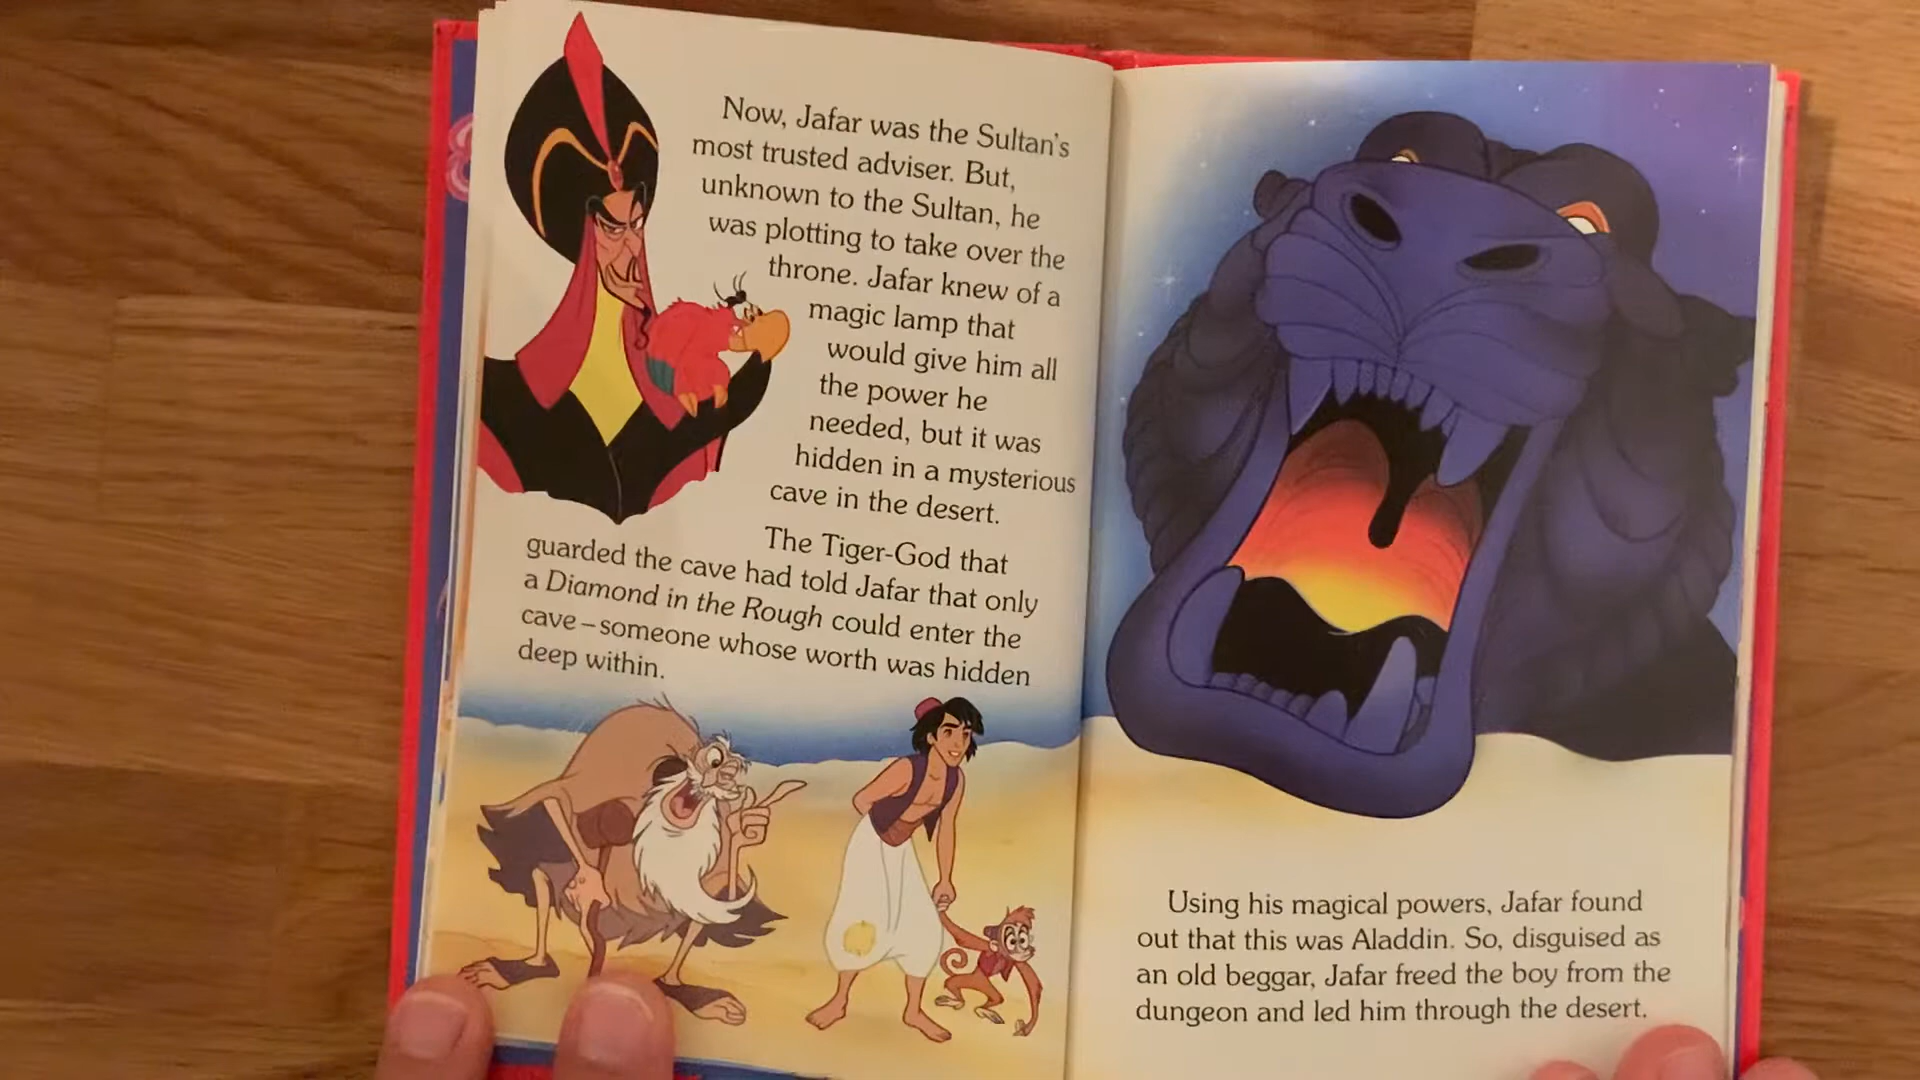 Now, Jafar was the Sultan's
most trusted adviser. But,
unknown to the Sultan, he
was plotting to take over the
throne. Jafar knew of a
magic lamp that
would give him all
the power he
needed, but it was
hidden in a mysterious
cave in the desert.
The Tiger-God that
guarded the cave had told Jafar that only
a Diamond in the Rough could enter the
cave – someone whose worth was hidden
deep within.
Using his magical powers, Jafar found
out that this was Aladdin. So, disguised as
an old beggar, Jafar freed the boy from the
dungeon and led him through the desert.